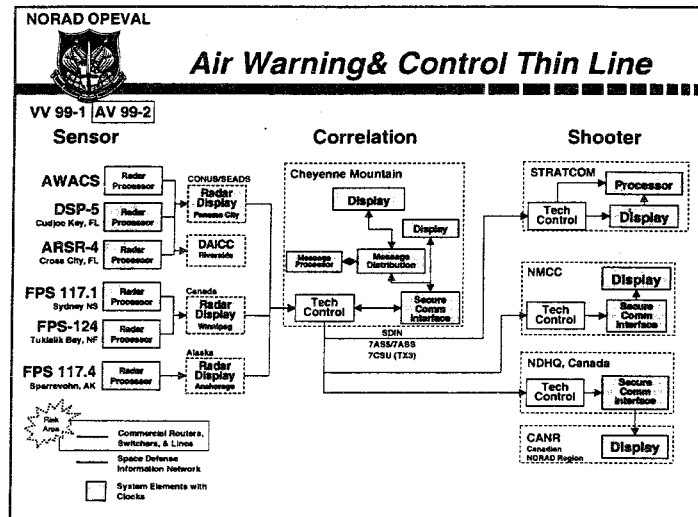 NORAD OPEVAL
Air Warning& Control Thin Line
VV 99-1 AV 99-2
Sensor
Correlation
Shooter
AWACS
Radar
Processor
DSP-5
Cudjoe Key, FL
Radar
Processor
ARSR-4
Cross City, FL
Radar
Processor
FPS 117.1
Sydney NS
Radar
Processor
FPS-124
Tuklalik Bay, NF
Radar
Processor
FPS 117.4
Sparrevohn, AK
Radar
Processor
CONUS/SEADS
Radar
Display
Panama City
DAICC
Riverside
Canada
Radar
Display
Winnipeg
Alaska
Radar
Display
Anchorage
Cheyenne Mountain
Display
Display
Message
Processor
Message
Distribution
Tech
Control
Secure
Comm
Interface
SDIN
7ASS/7ASS
7CSU (TX3)
STRATCOM
Processor
Tech
Control
Display
NMCC
Display
Tech
Control
Secure
Comm
Interface
NDHQ, Canada
Tech
Control
Secure
Comm
Interface
CANR
Canadian
NORAD Region
Display
Risk
Area
Commercial Routers,
Switchers, & Lines
Space Defense
Information Network
System Elements with
Clocks